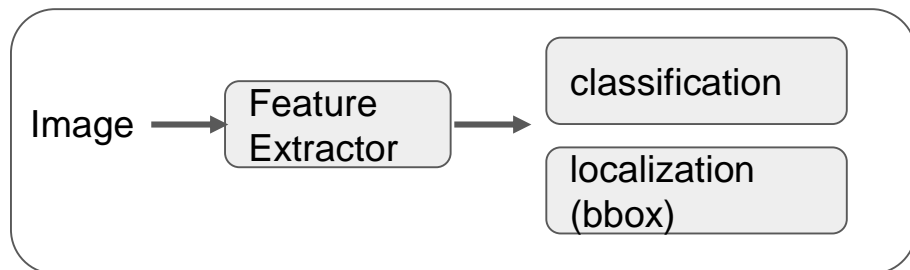 Image
Feature
Extractor
classification
localization
(bbox)